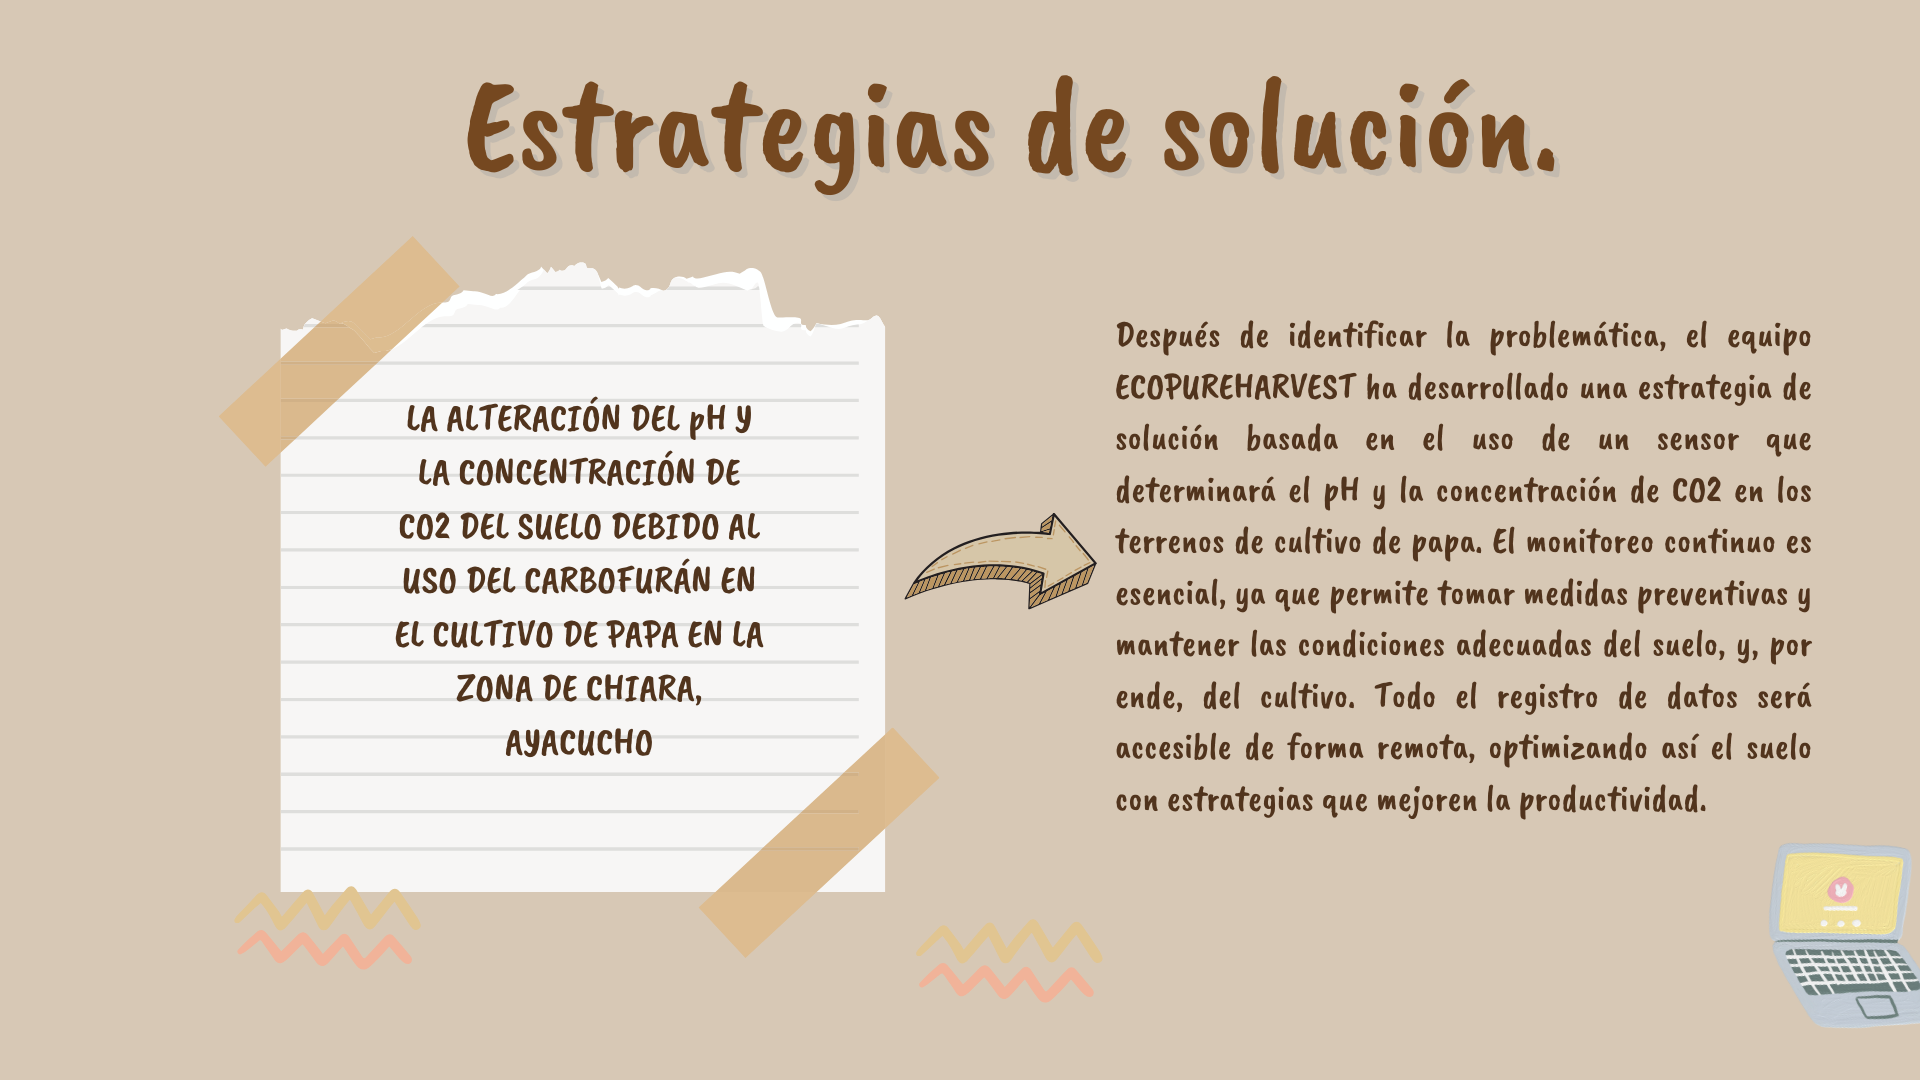 Estrategias de solución.
LA ALTERACIÓN DEL pH Y
LA CONCENTRACIÓN DE
CO2 DEL SUELO DEBIDO AL
USO DEL CARBOFURÁN EN
EL CULTIVO DE PAPA EN LA
ZONA DE CHIARA,
AYACUCHO
Después de identificar la problemática, el equipo
ECOPUREHARVEST ha desarrollado una estrategia de
solución basada en el uso de un sensor que
determinará el pH y la concentración de CO2 en los
terrenos de cultivo de papa. El monitoreo continuo es
esencial, ya que permite tomar medidas preventivas y
mantener las condiciones adecuadas del suelo, y, por
ende, del cultivo. Todo el registro de datos será
accesible de forma remota, optimizando así el suelo
con estrategias que mejoren la productividad.